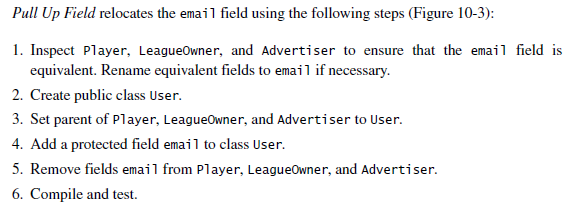 Pull Up Field relocates the email field using the following steps (Figure 10-3):
1. Inspect Player, LeagueOwner, and Advertiser to ensure that the email field is
equivalent. Rename equivalent fields to email if necessary.
2. Create public class User.
3. Set parent of Player, LeagueOwner, and Advertiser to User.
4. Add a protected field email to class User.
5. Remove fields email from Player, LeagueOwner, and Advertiser.
6. Compile and test.